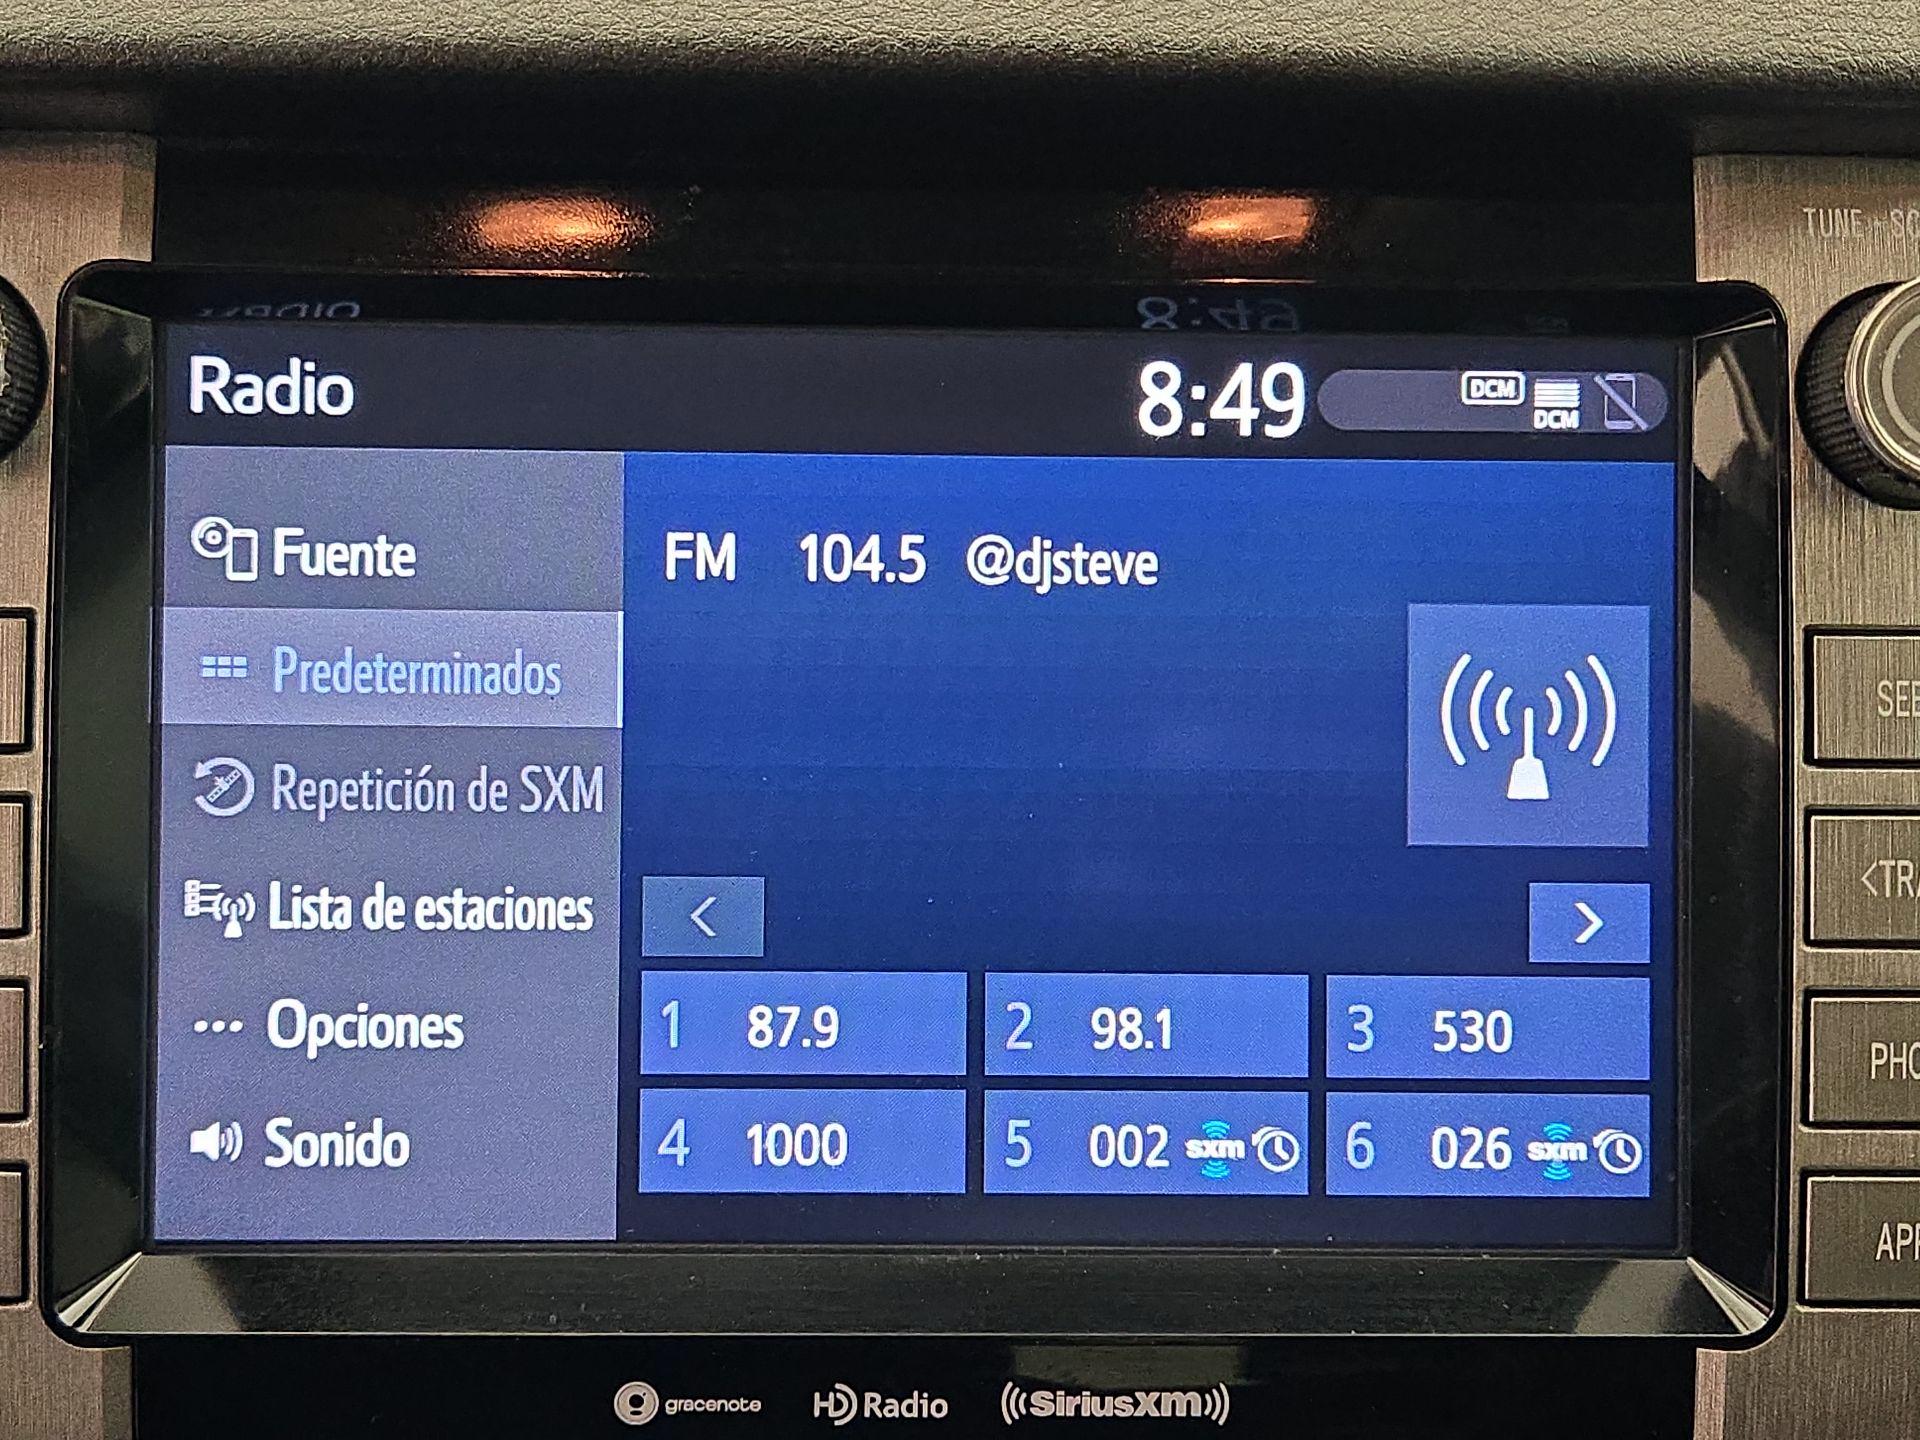 TUNE
Radio
8:49
DCM
DCM
Fuente
FM 104.5 @djsteve
Predeterminados
Repetición de SXM
Lista de estaciones
< >
Opciones
1 87.9
2 98.1
3 530
Sonido
4 1000
5 002 sxm
6 026 sxm
gracenote HD Radio SiriusXM